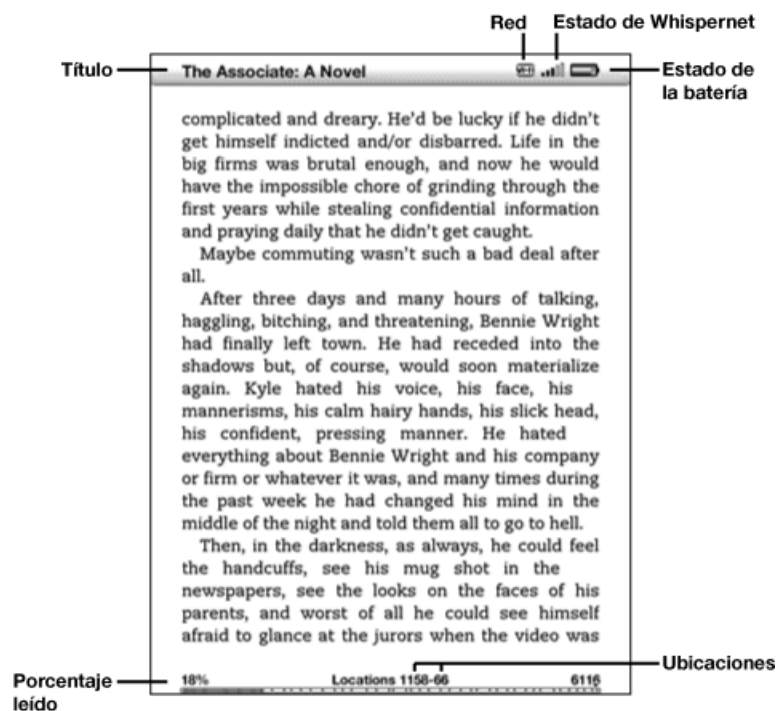 Red Estado de Whispernet
Título
The Associate: A Novel
Estado de
la batería
complicated and dreary. He'd be lucky if he didn't
get himself indicted and/or disbarred. Life in the
big firms was brutal enough, and now he would
have the impossible chore of grinding through the
first years while stealing confidential information
and praying daily that he didn't get caught.
Maybe commuting wasn't such a bad deal after
all.
After three days and many hours of talking,
haggling, bitching, and threatening, Bennie Wright
had finally left town. He had receded into the
shadows but, of course, would soon materialize
again. Kyle hated his voice, his face, his
mannerisms, his calm hairy hands, his slick head,
his confident, pressing manner. He hated
everything about Bennie Wright and his company
or firm or whatever it was, and many times during
the past week he had changed his mind in the
middle of the night and told them all to go to hell.
Then, in the darkness, as always, he could feel
the handcuffs, see his mug shot in the
newspapers, see the looks on the faces of his
parents, and worst of all he could see himself
afraid to glance at the jurors when the video was
Ubicaciones
Porcentaje
leído
18% Locations 1158-66 6116